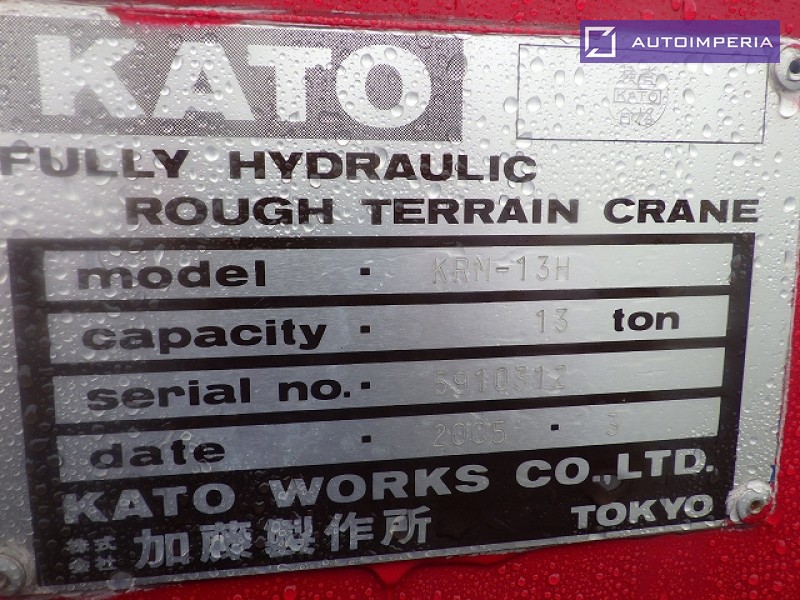 AUTOIMPERIA
KATO
KATO
FULLY HYDRAULIC
ROUGH TERRAIN CRANE
model · KRM-13H
capacity · 13 ton
serial no. · 5910312
date · 2005 · 3
KATO WORKS CO.,LTD.
株式会社 加藤製作所 TOKYO